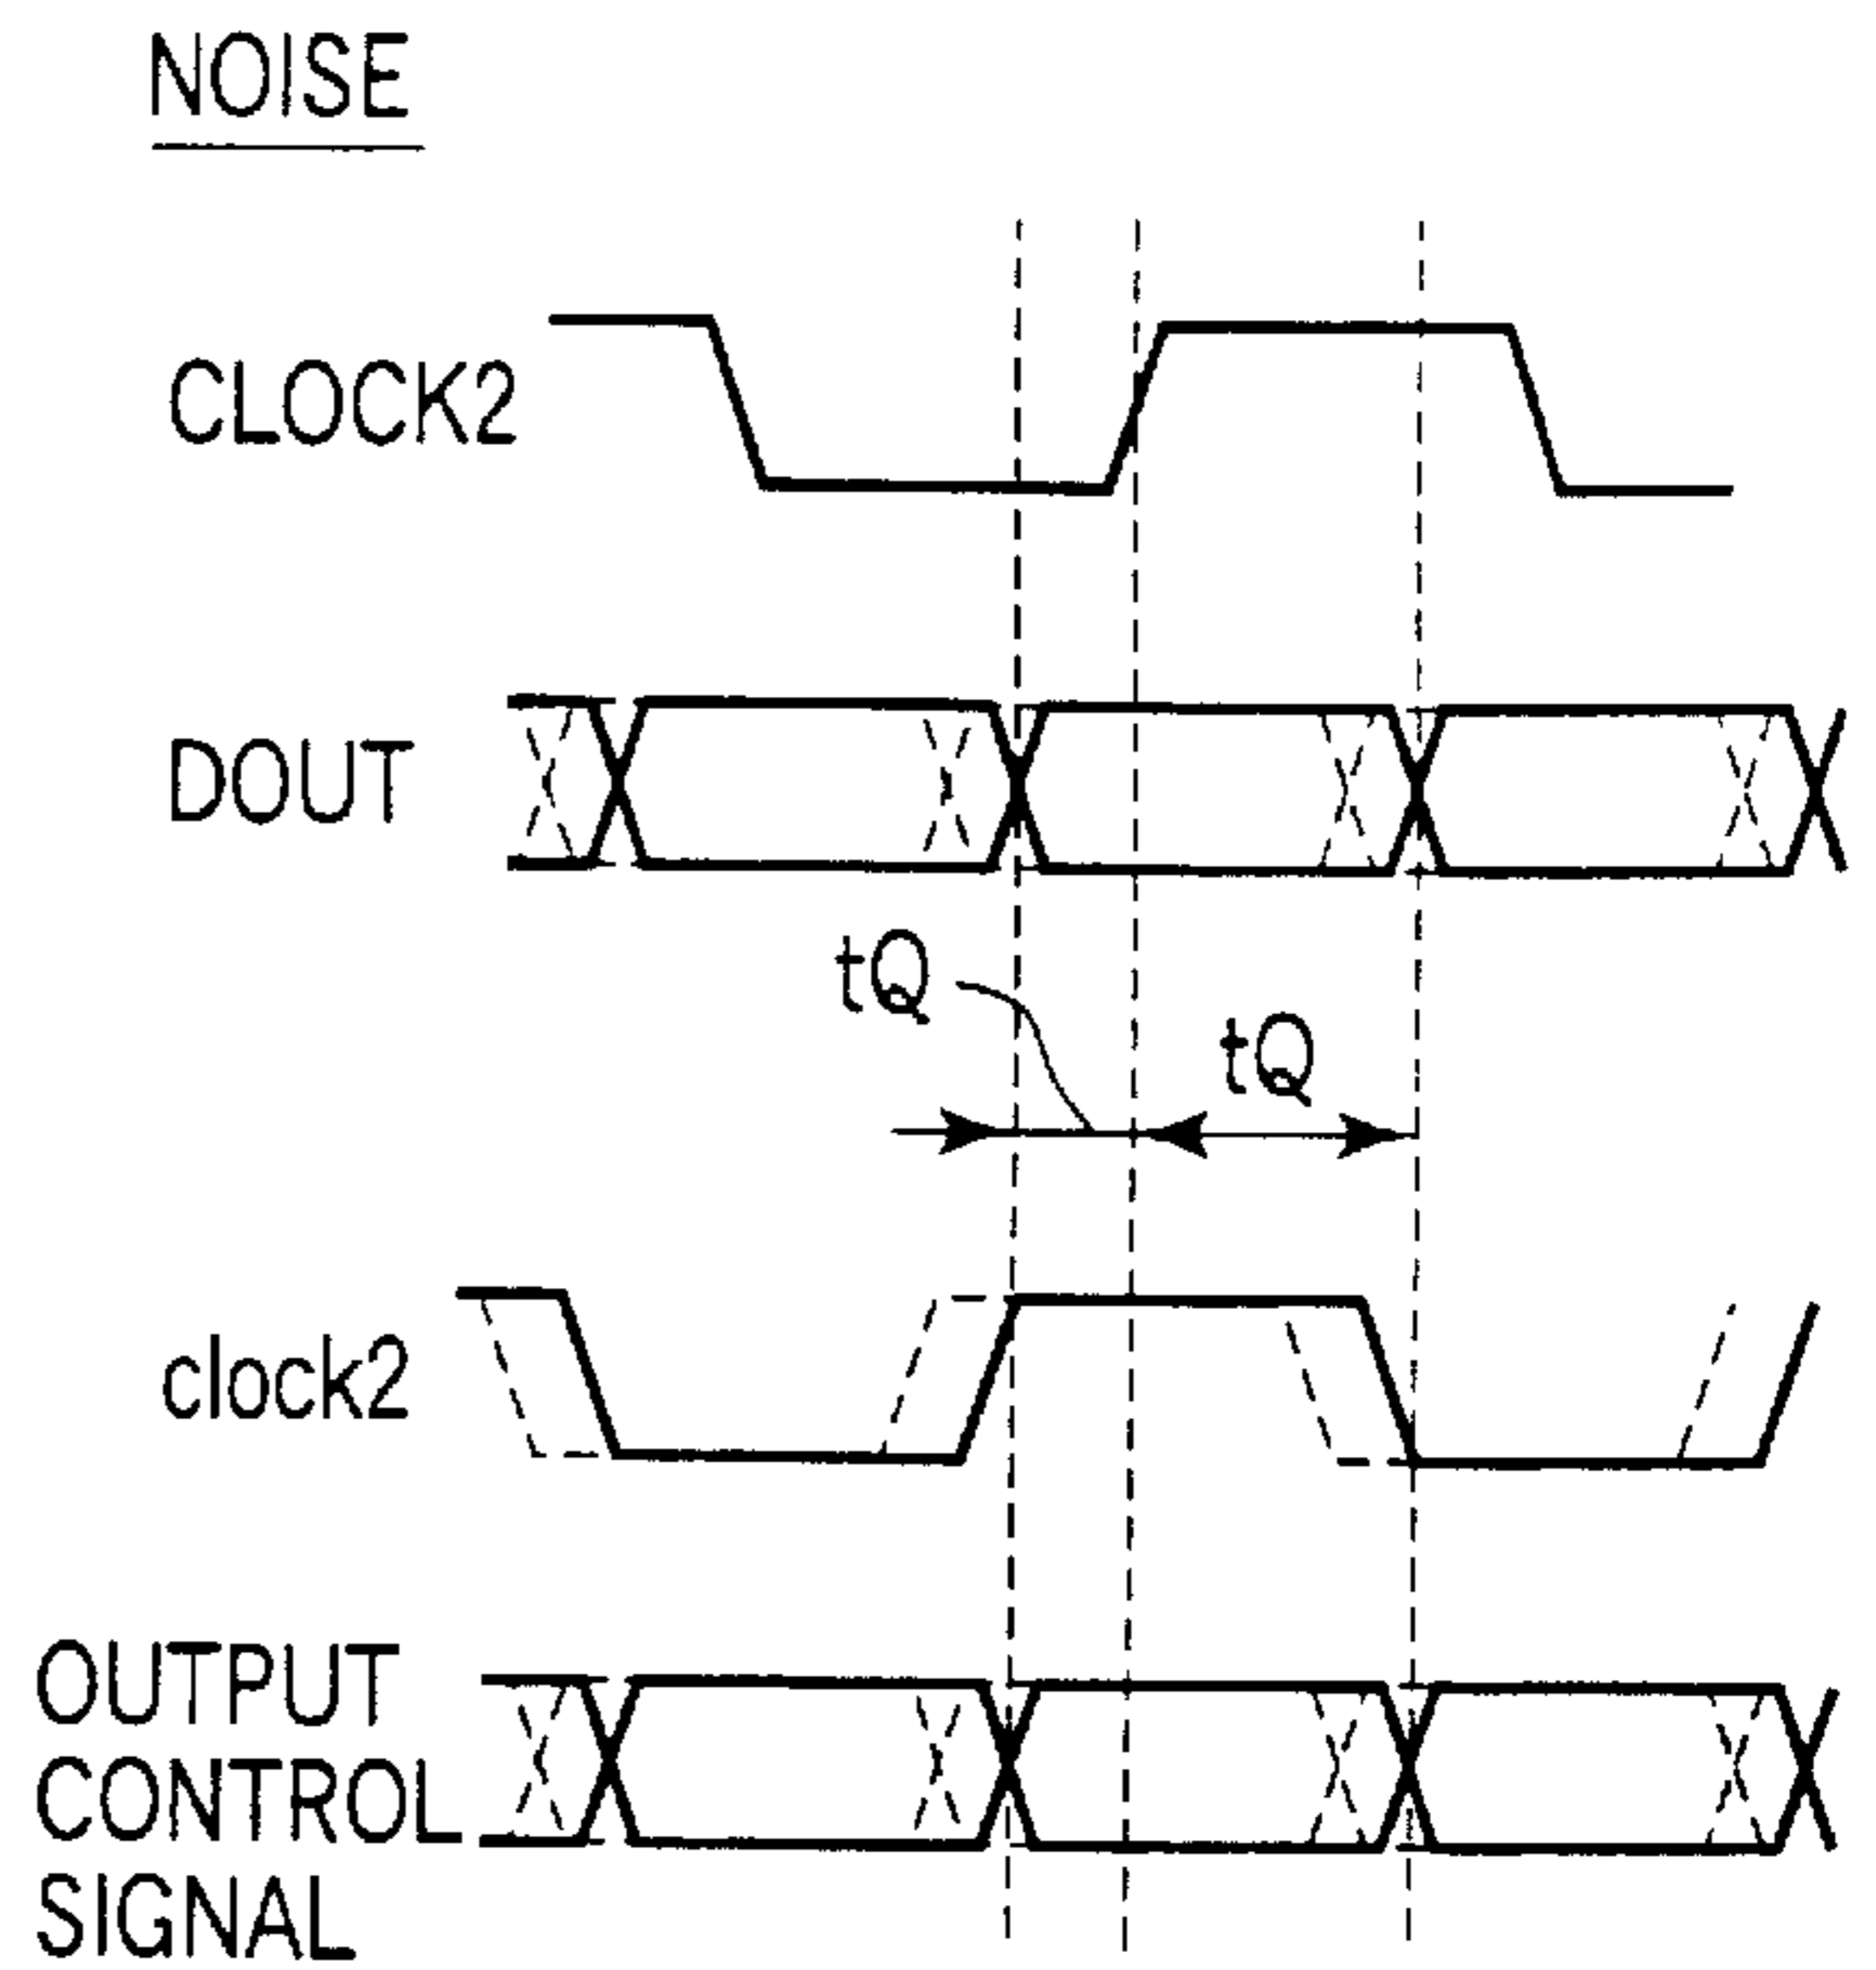 NOISE
CLOCK2
DOUT
tQ
tQ
clock2
OUTPUT
CONTROL
SIGNAL